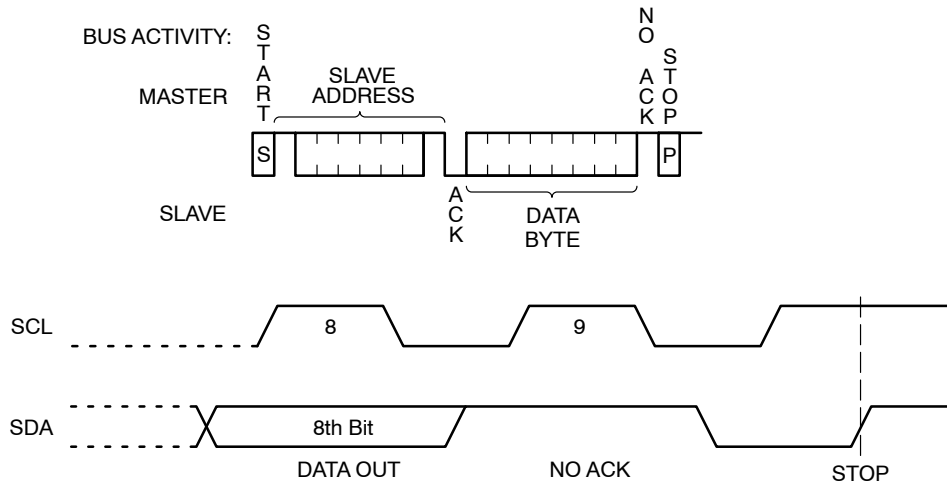 BUS ACTIVITY:
MASTER
START
SLAVE
ADDRESS
NO ACK
STOP
S
P
SLAVE
ACK
DATA
BYTE
SCL
8
9
SDA
8th Bit
DATA OUT
NO ACK
STOP